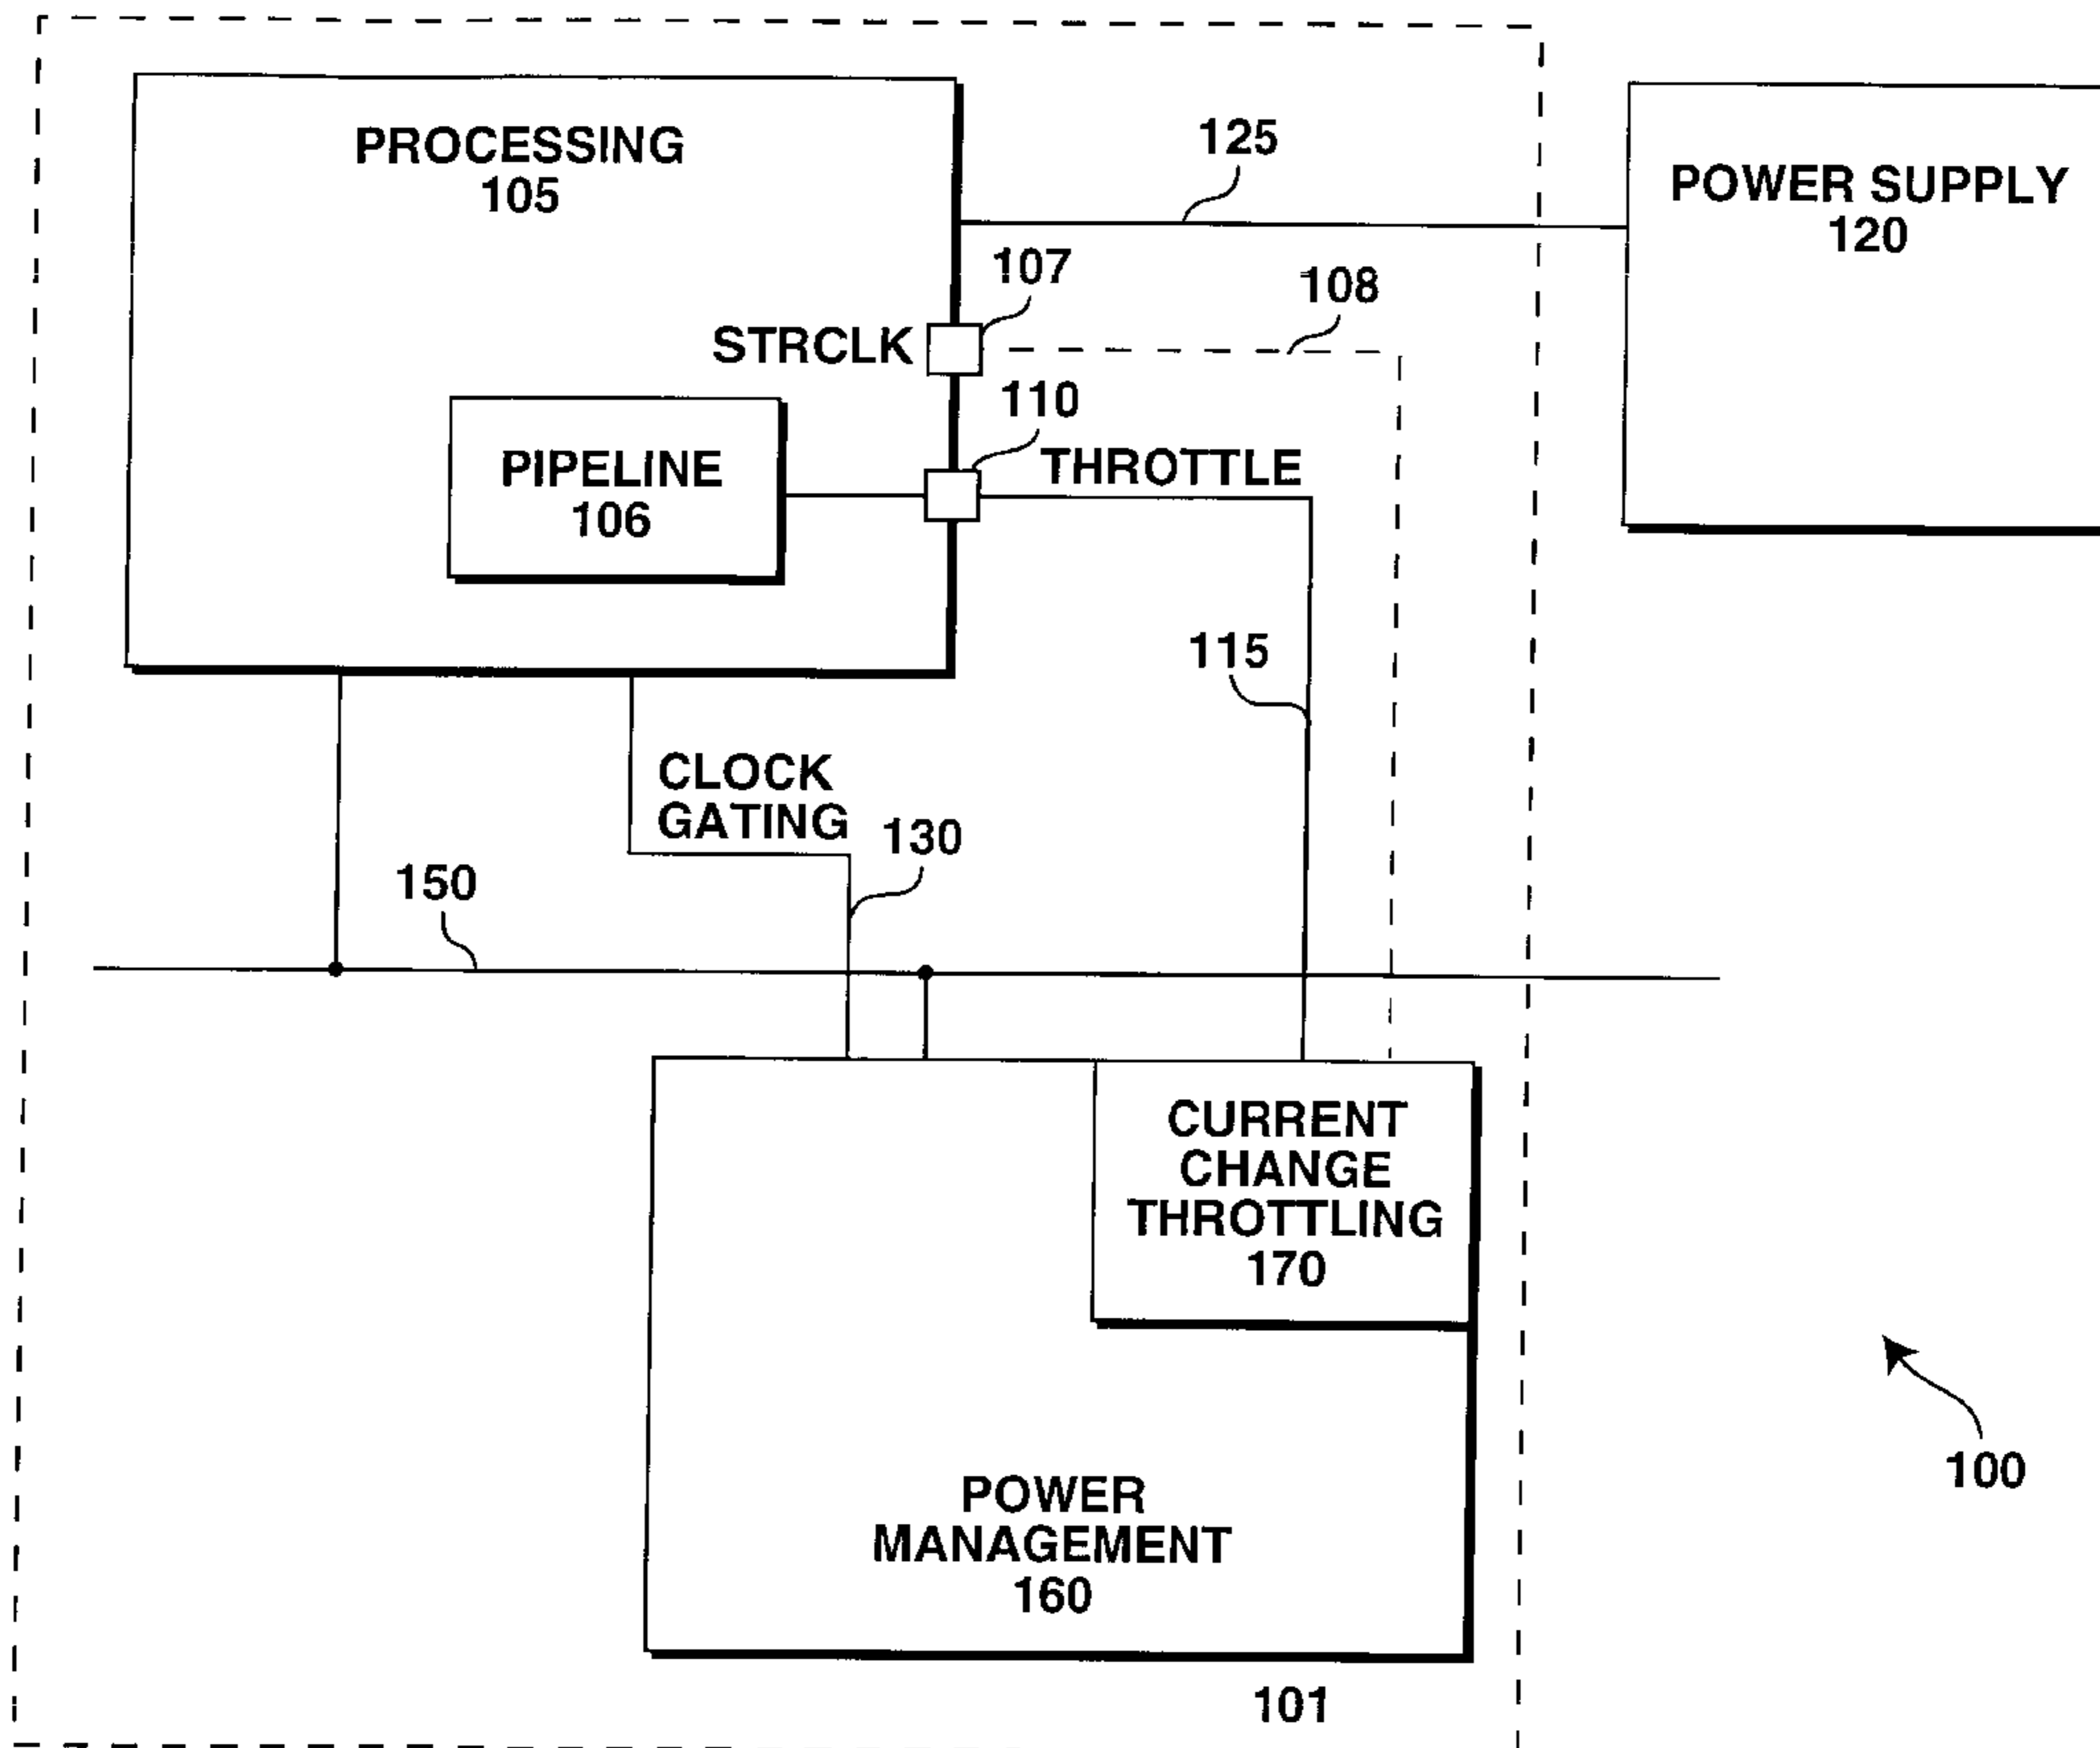 PROCESSING
105
125
POWER SUPPLY
120
107
108
STRCLK
110
THROTTLE
PIPELINE
106
115
CLOCK
GATING
130
150
CURRENT
CHANGE
THROTTLING
170
100
POWER
MANAGEMENT
160
101